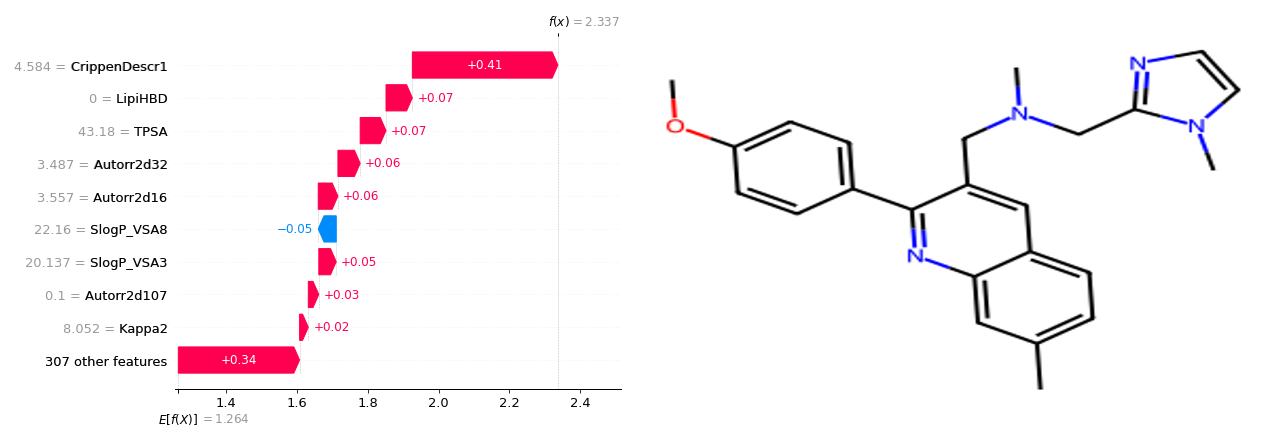 f(x) = 2.337
4.584 = CrippenDescr1 +0.41
0 = LipiHBD +0.07
43.18 = TPSA +0.07
3.487 = Autorr2d32 +0.06
3.557 = Autorr2d16 +0.06
22.16 = SlogP_VSA8 −0.05
20.137 = SlogP_VSA3 +0.05
0.1 = Autorr2d107 +0.03
8.052 = Kappa2 +0.02
307 other features +0.34
1.4 1.6 1.8 2.0 2.2 2.4
E[f(X)] = 1.264
N
N
N
O
N